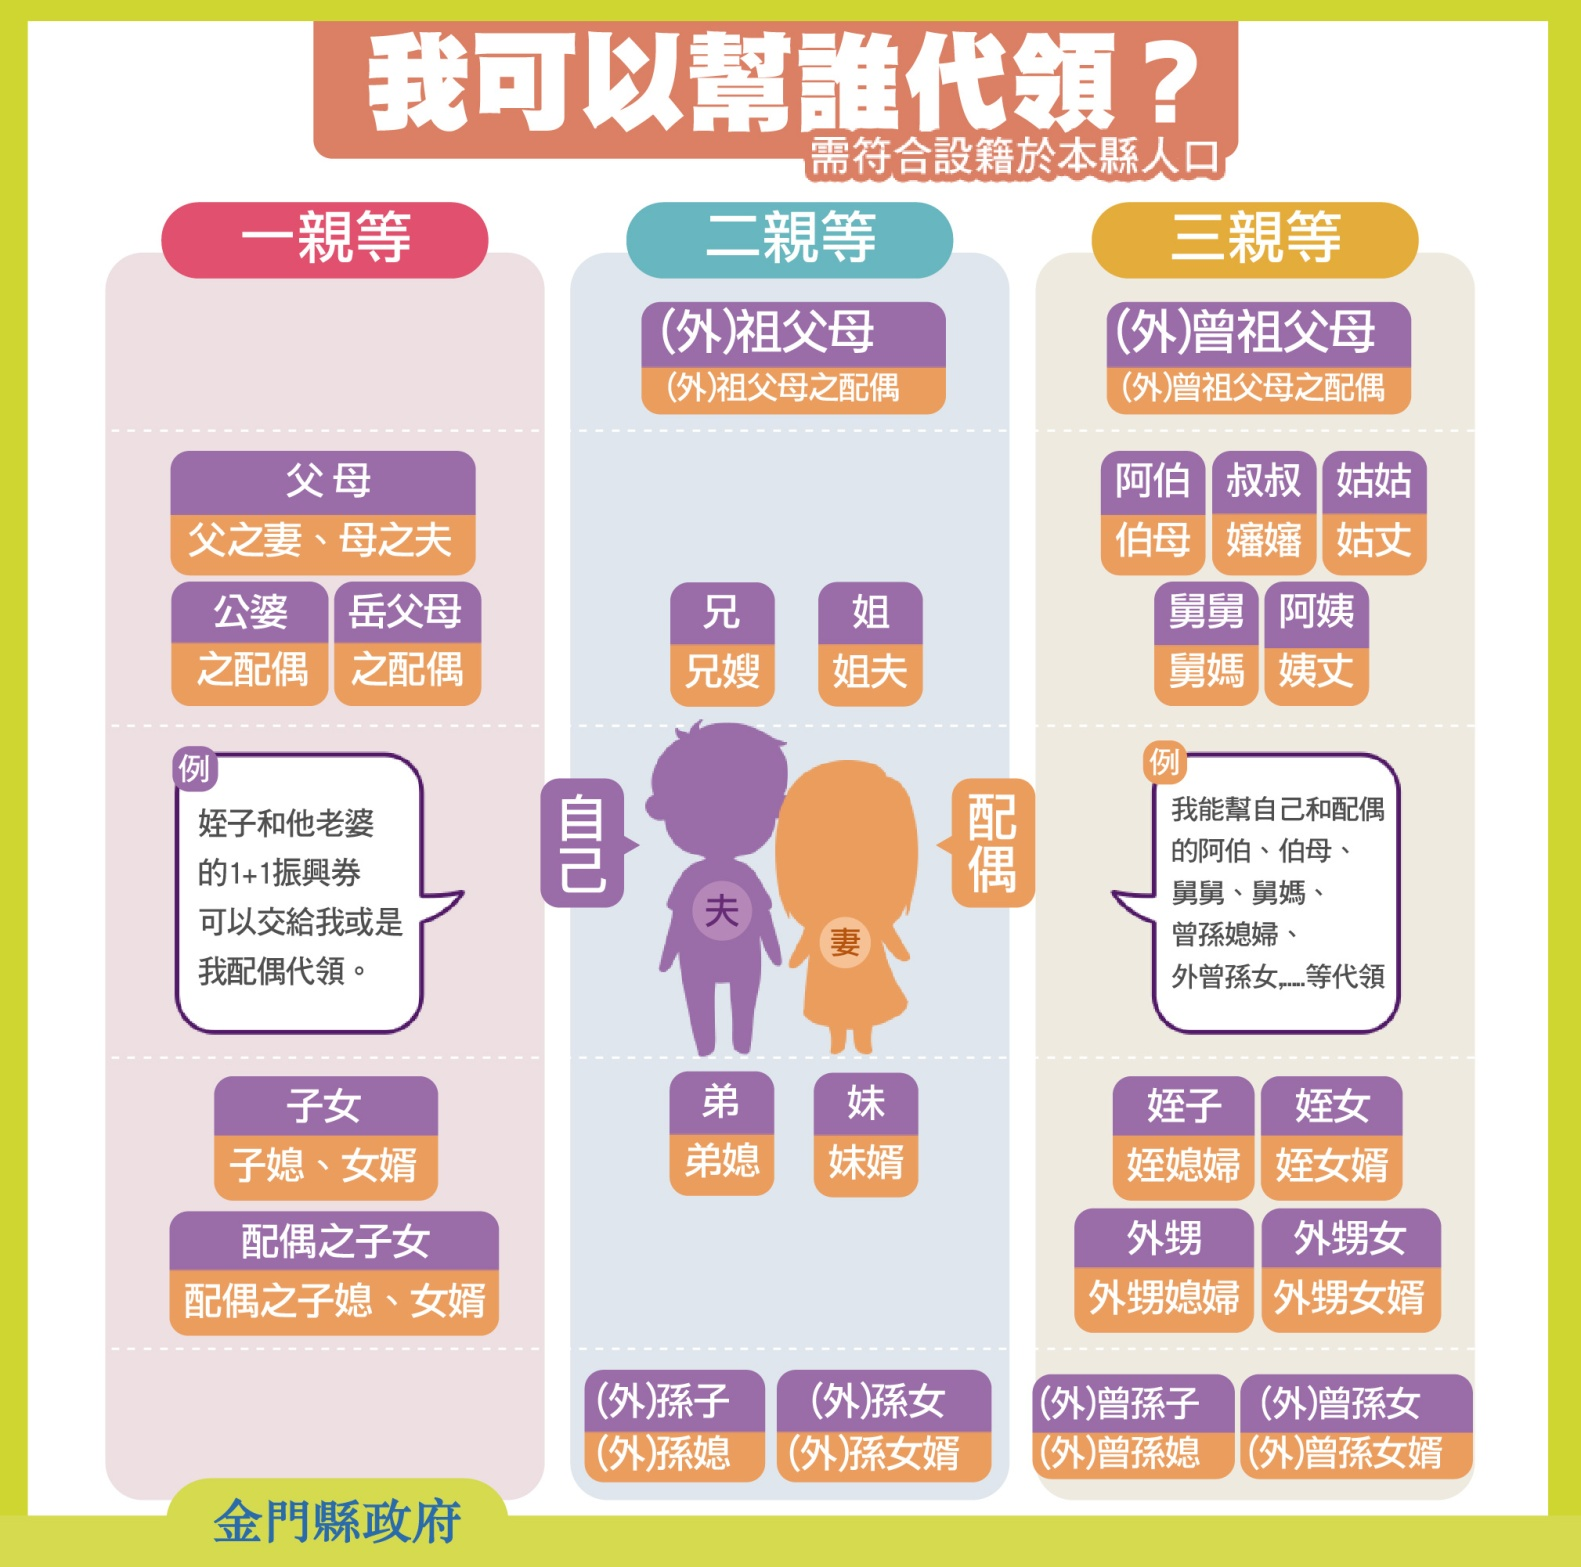 我可以幫誰代領?
需符合設籍於本縣人口
一親等
父母
父之妻、母之夫
公婆
之配偶
岳父母
之配偶
例
姪子和他老婆
的1+1振興券
可以交給我或是
我配偶代領。
子女
子媳、女婿
配偶之子女
配偶之子媳、女婿
二親等
(外)祖父母
(外)祖父母之配偶
兄
兄嫂
姐
姐夫
自己
夫
妻
配偶
弟
弟媳
妹
妹婿
(外)孫子
(外)孫媳
(外)孫女
(外)孫女婿
三親等
(外)曾祖父母
(外)曾祖父母之配偶
阿伯
伯母
叔叔
嬸嬸
姑姑
姑丈
舅舅
舅媽
阿姨
姨丈
例
我能幫自己和配偶
的阿伯、伯母、
舅舅、舅媽、
曾孫媳婦、
外曾孫女,.....等代領
姪子
姪媳婦
姪女
姪女婿
外甥
外甥媳婦
外甥女
外甥女婿
(外)曾孫子
(外)曾孫媳
(外)曾孫女
(外)曾孫女婿
金門縣政府